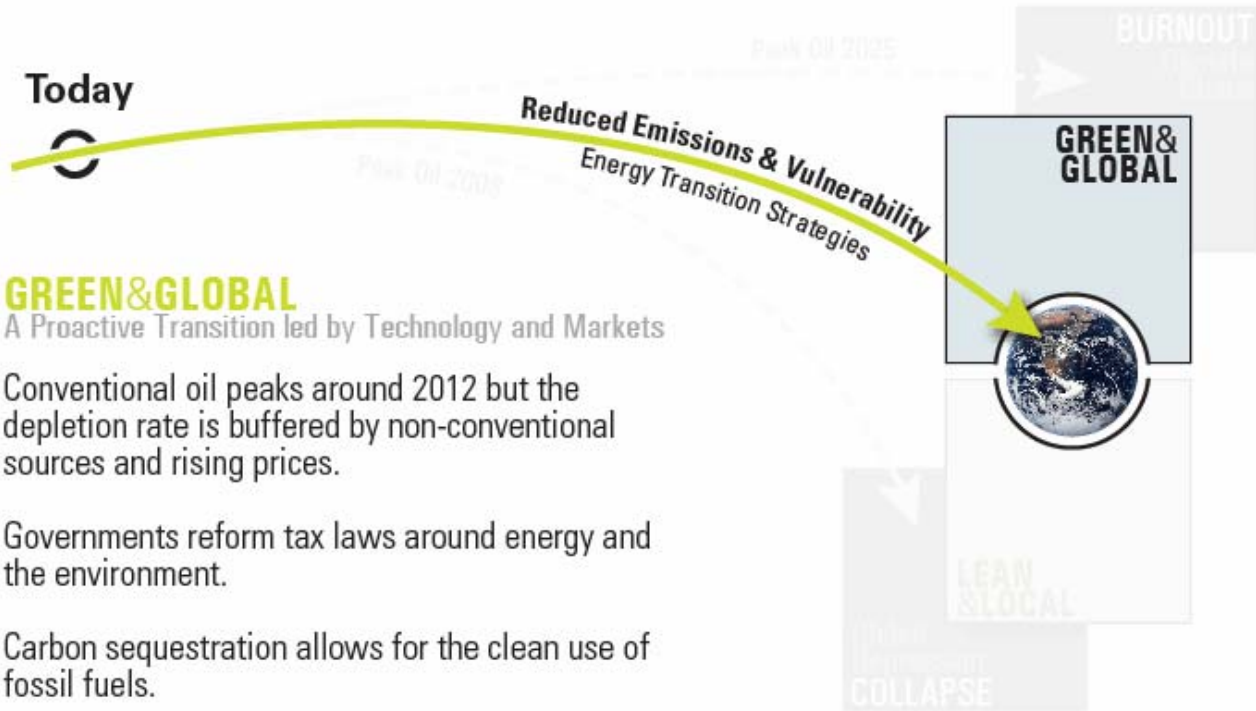 Peak Oil 2025
BURNOUT
Today
Reduced Emissions & Vulnerability
Energy Transition Strategies
GREEN&
GLOBAL
Peak Oil 2008
GREEN&GLOBAL
A Proactive Transition led by Technology and Markets
Conventional oil peaks around 2012 but the
depletion rate is buffered by non-conventional
sources and rising prices.
Governments reform tax laws around energy and
the environment.
Carbon sequestration allows for the clean use of
fossil fuels.
LEAN
&LOCAL
COLLAPSE